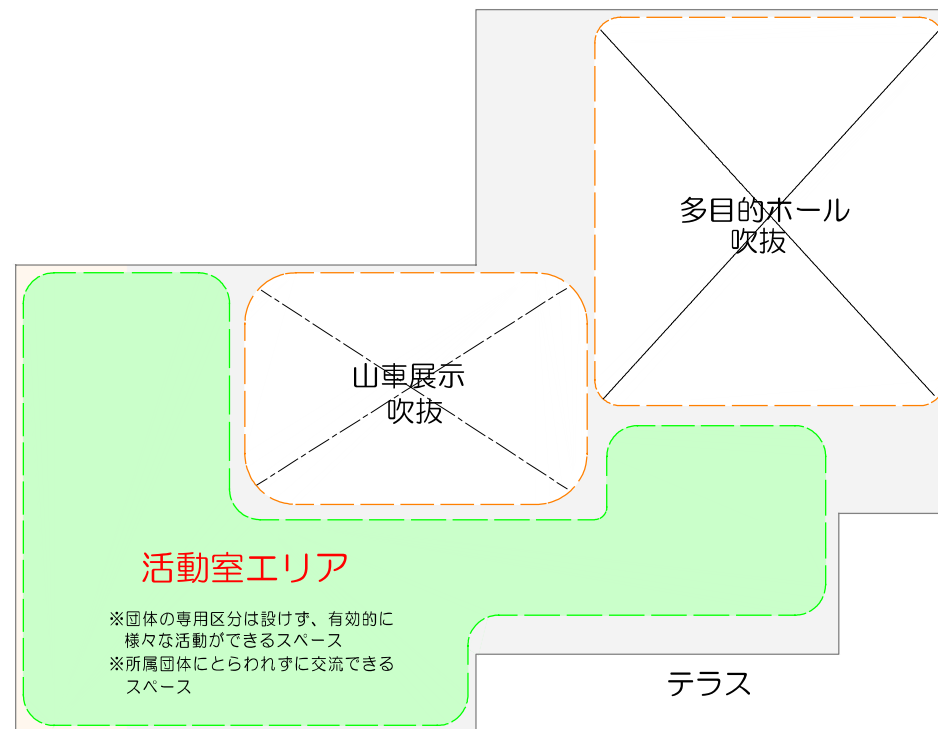 多目的ホール
吹抜
山車展示
吹抜
活動室エリア
※団体の専用区分は設けず、有効的に
様々な活動ができるスペース
※所属団体にとらわれずに交流できる
スペース
テラス